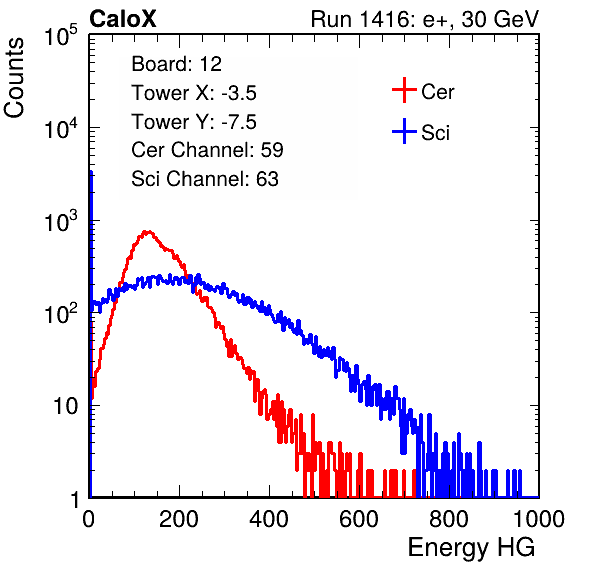 CaloX
Run 1416: e+, 30 GeV
Counts
Board: 12
Tower X: -3.5
Tower Y: -7.5
Cer Channel: 59
Sci Channel: 63
Cer
Sci
10^5
10^4
10^3
10^2
10
1
0 200 400 600 800 1000
Energy HG